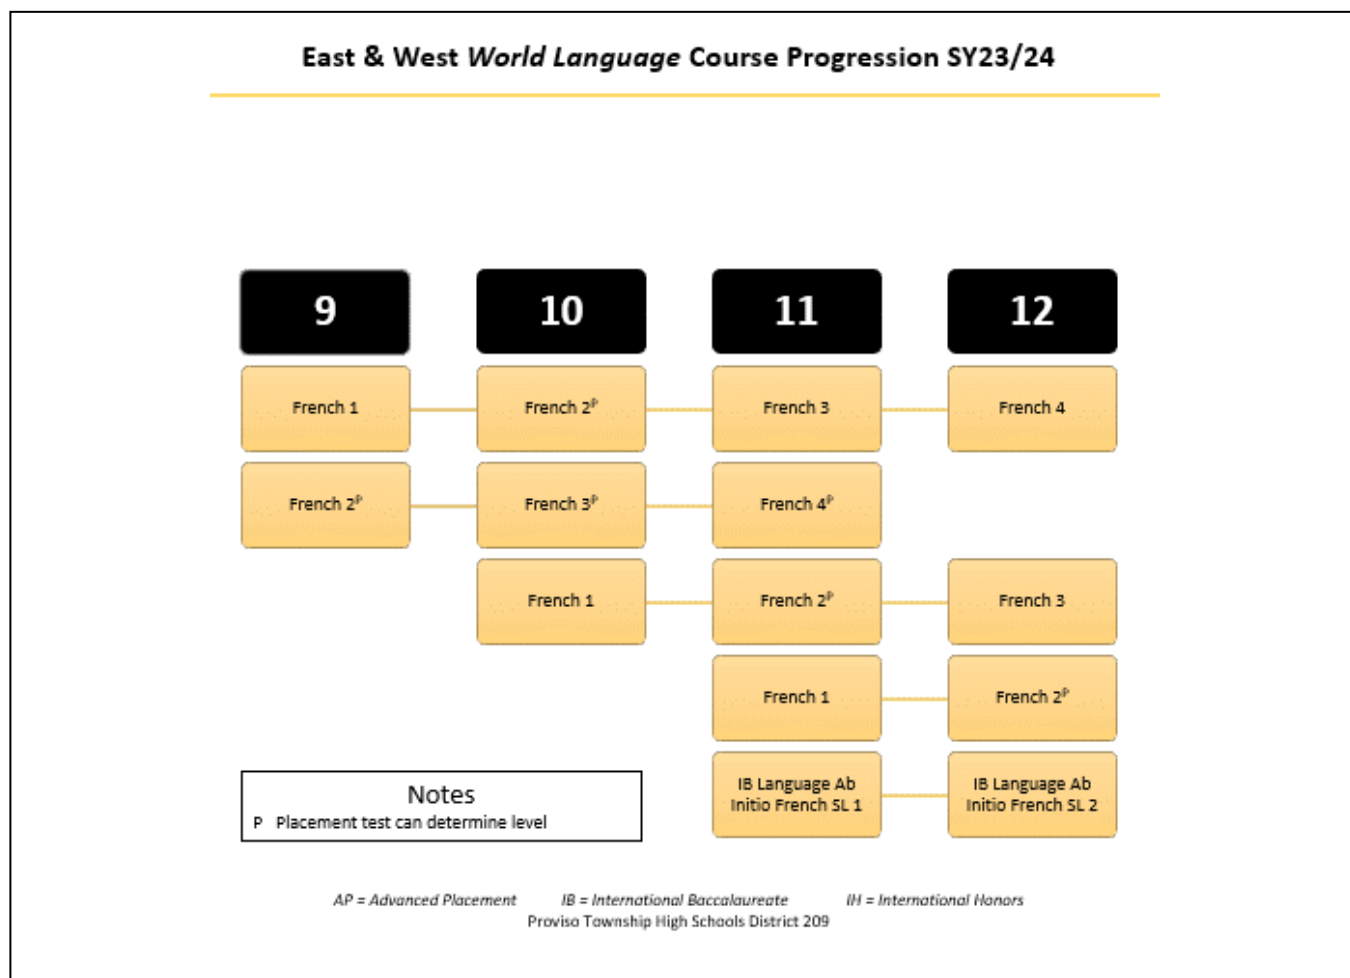 East & West World Language Course Progression SY23/24
9
10
11
12
French 1
French 2ᴾ
French 3
French 4
French 2ᴾ
French 3ᴾ
French 4ᴾ
French 1
French 2ᴾ
French 3
French 1
French 2ᴾ
IB Language Ab
Initio French SL 1
IB Language Ab
Initio French SL 2
Notes
P Placement test can determine level
AP = Advanced Placement IB = International Baccalaureate IH = International Honors
Proviso Township High Schools District 209